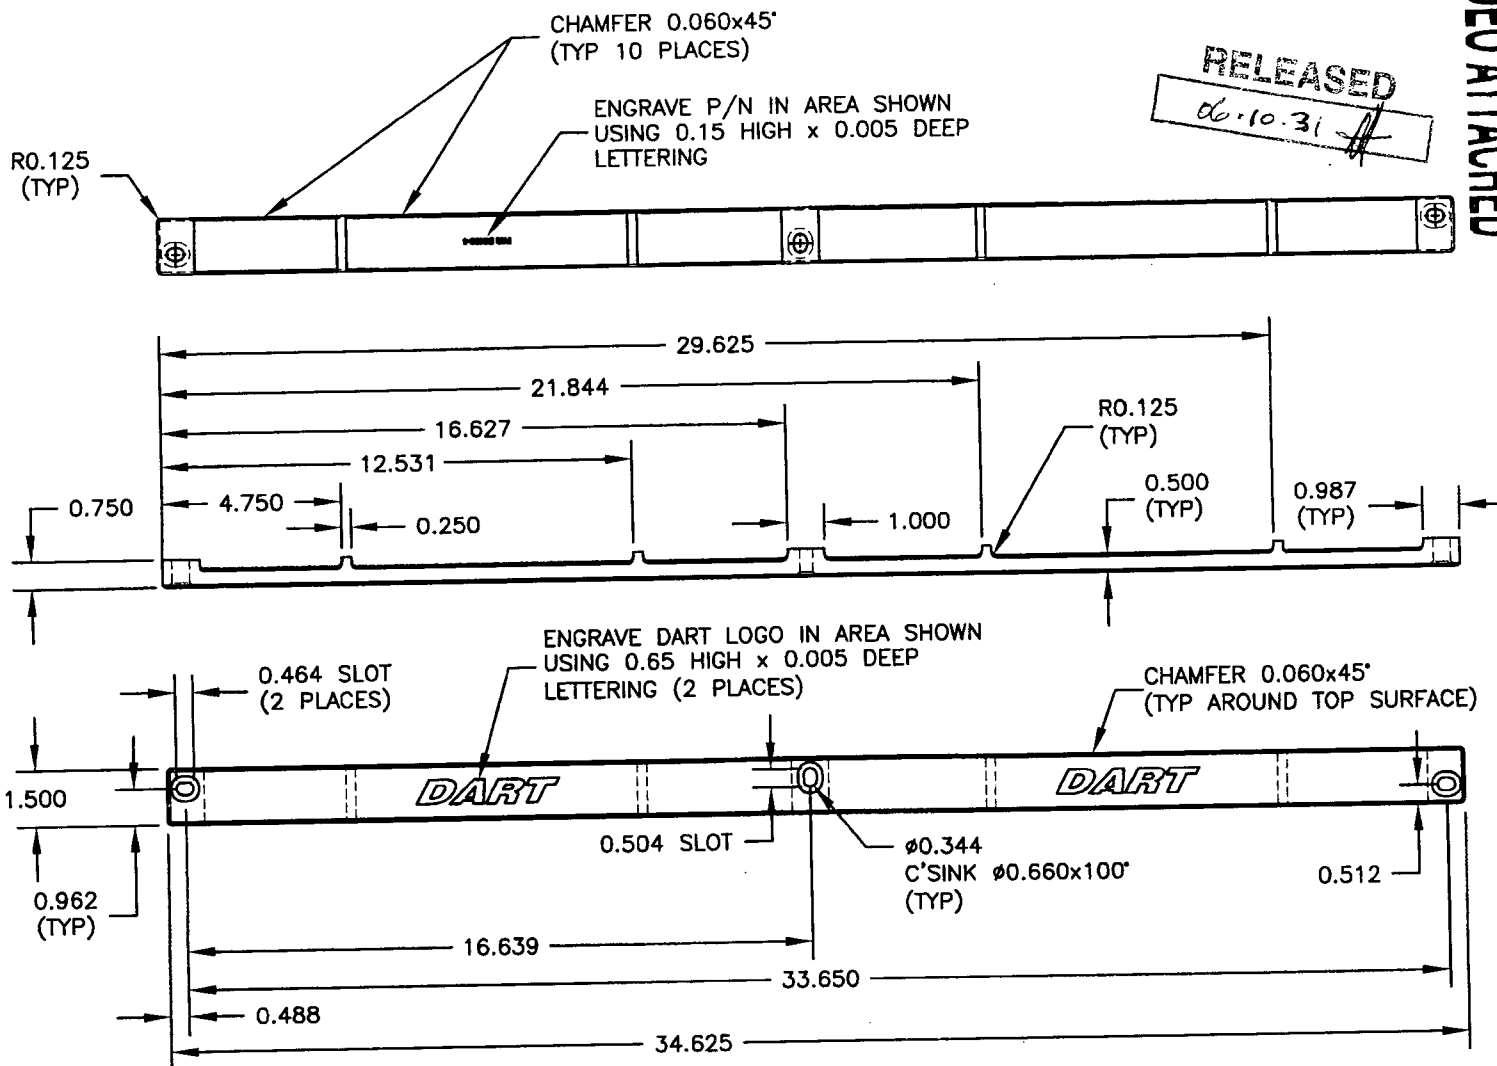 CHAMFER 0.060x45°
(TYP 10 PLACES)
ENGRAVE P/N IN AREA SHOWN
USING 0.15 HIGH x 0.005 DEEP
LETTERING
RELEASED
06.10.31
ATTACHED
R0.125
(TYP)
29.625
21.844
16.627
12.531
4.750
0.750
0.250
1.000
R0.125
(TYP)
0.500
(TYP)
0.987
(TYP)
ENGRAVE DART LOGO IN AREA SHOWN
USING 0.65 HIGH x 0.005 DEEP
LETTERING (2 PLACES)
0.464 SLOT
(2 PLACES)
CHAMFER 0.060x45°
(TYP AROUND TOP SURFACE)
1.500
DART
DART
0.504 SLOT
ø0.344
C'SINK ø0.660x100°
(TYP)
0.512
0.962
(TYP)
16.639
33.650
0.488
34.625